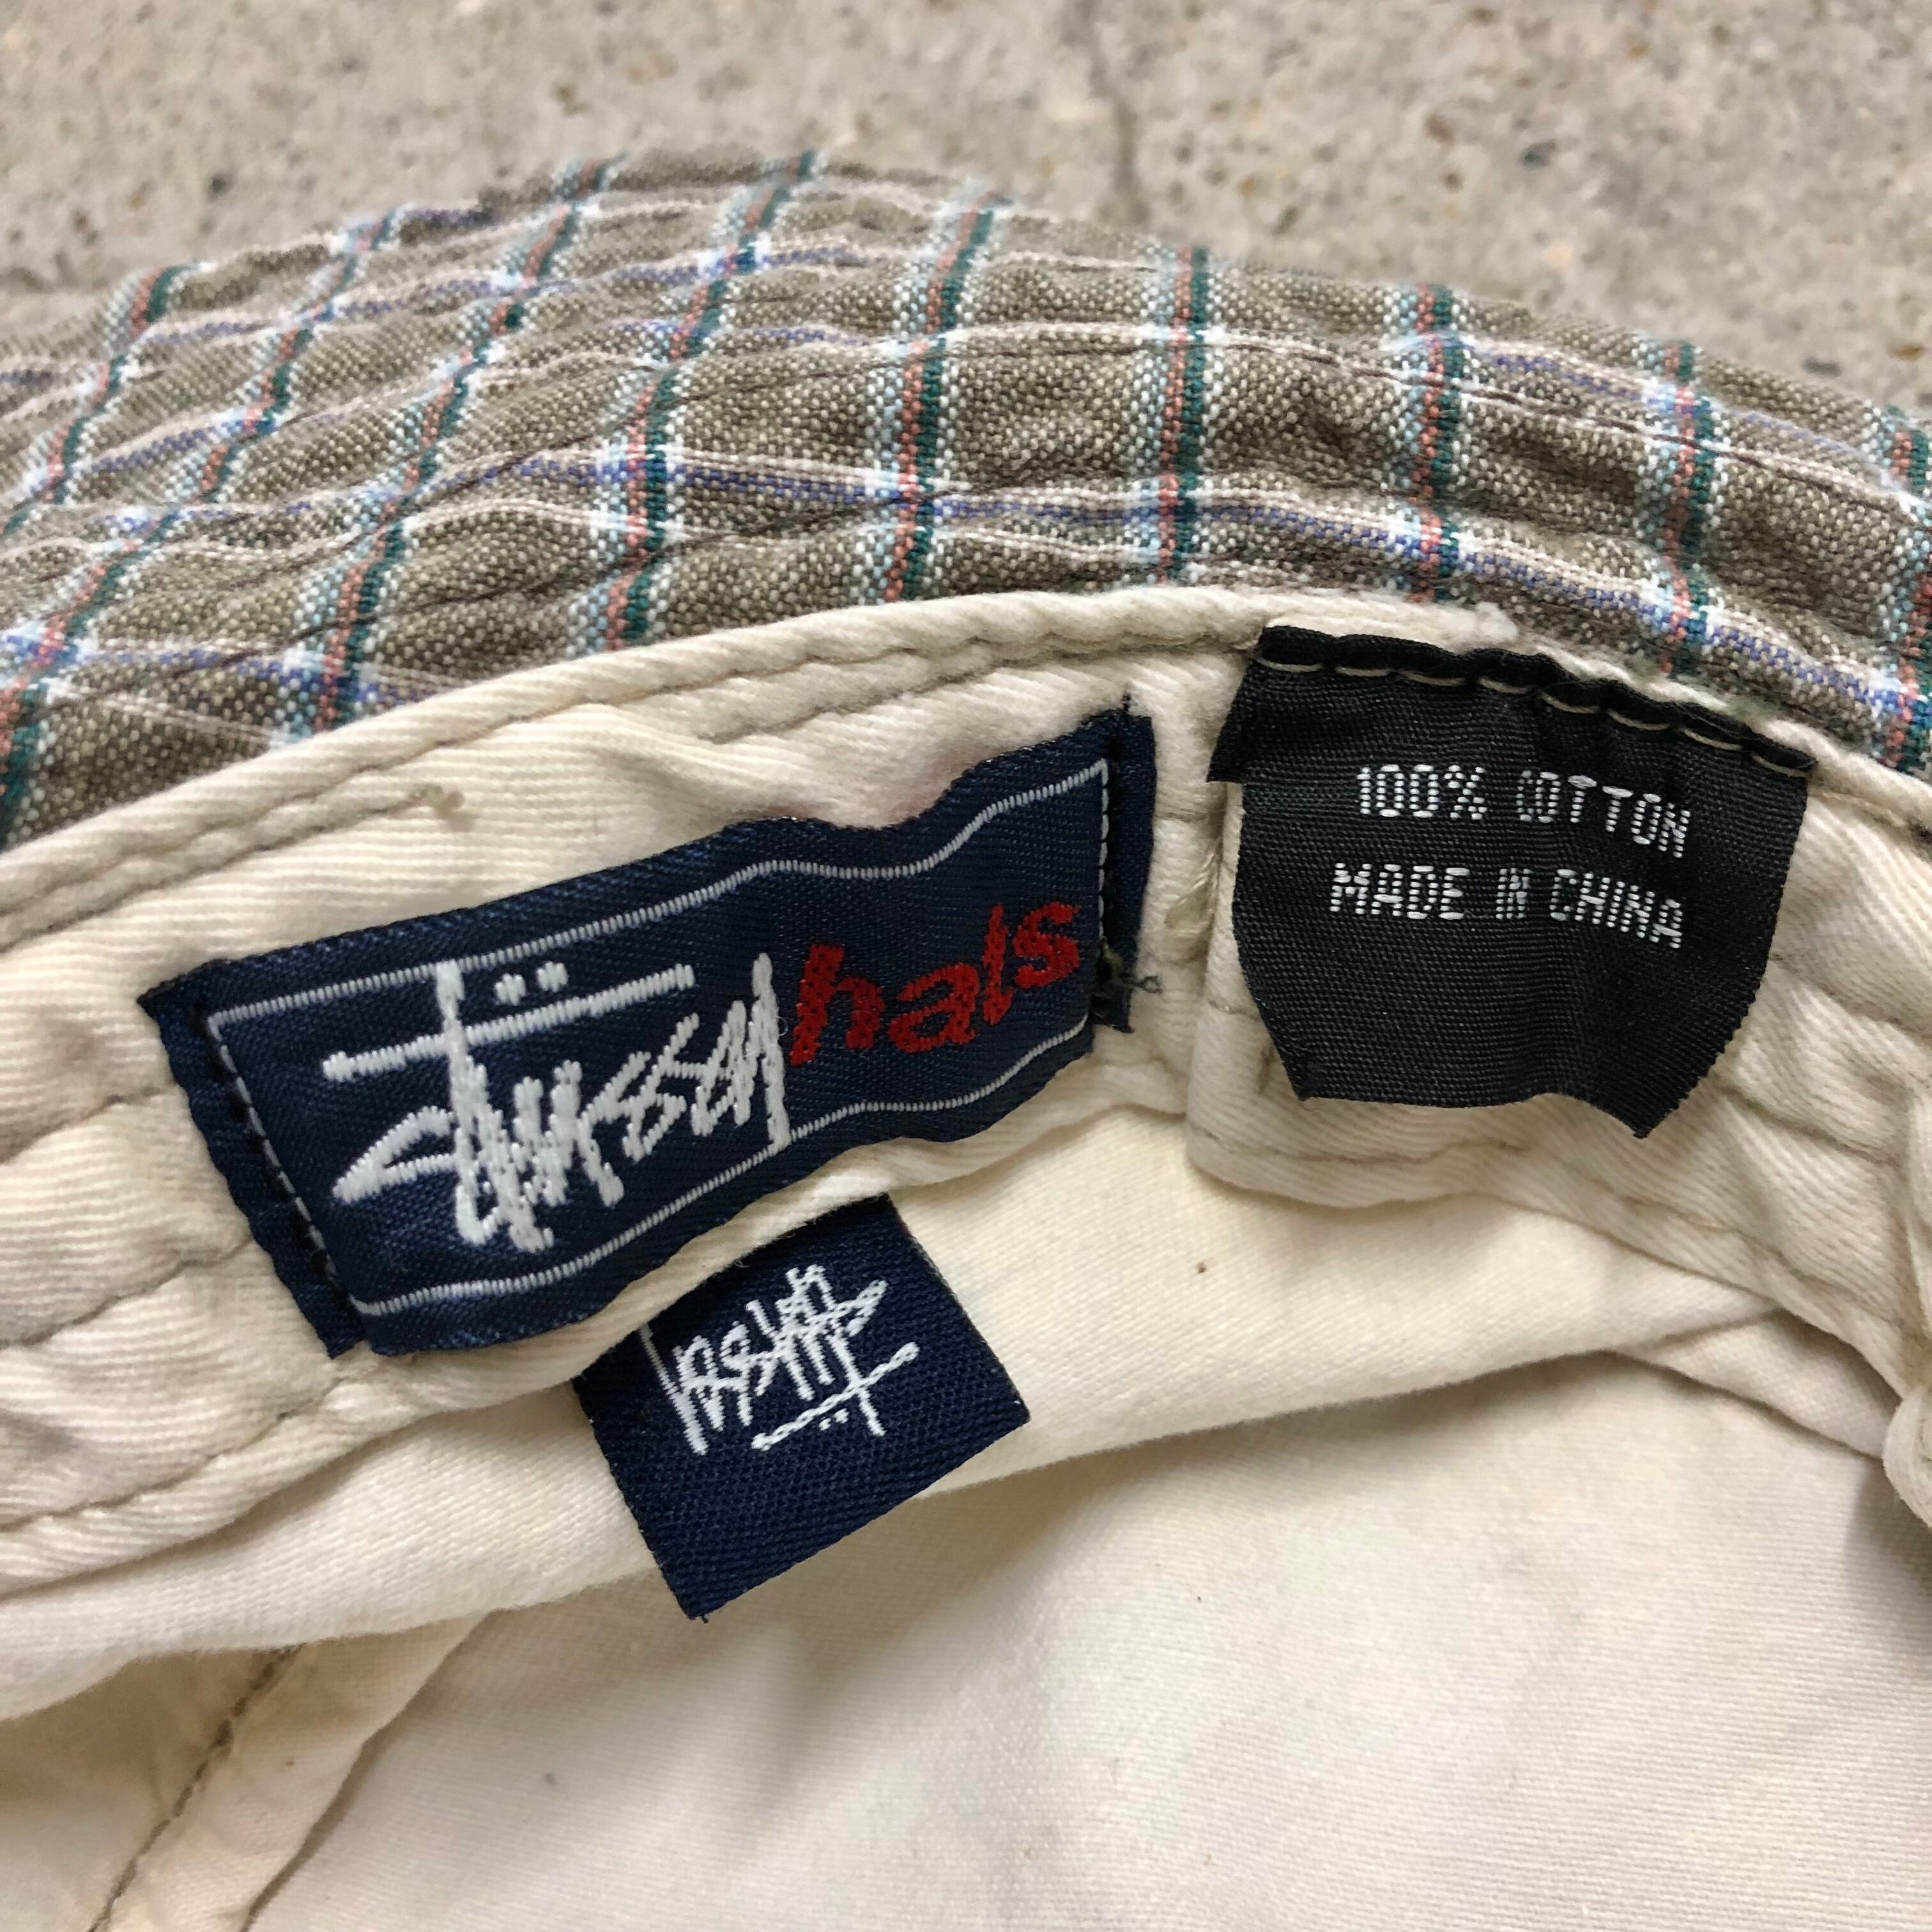 Stüssy hats
100% COTTON
MADE IN CHINA
Stüssy